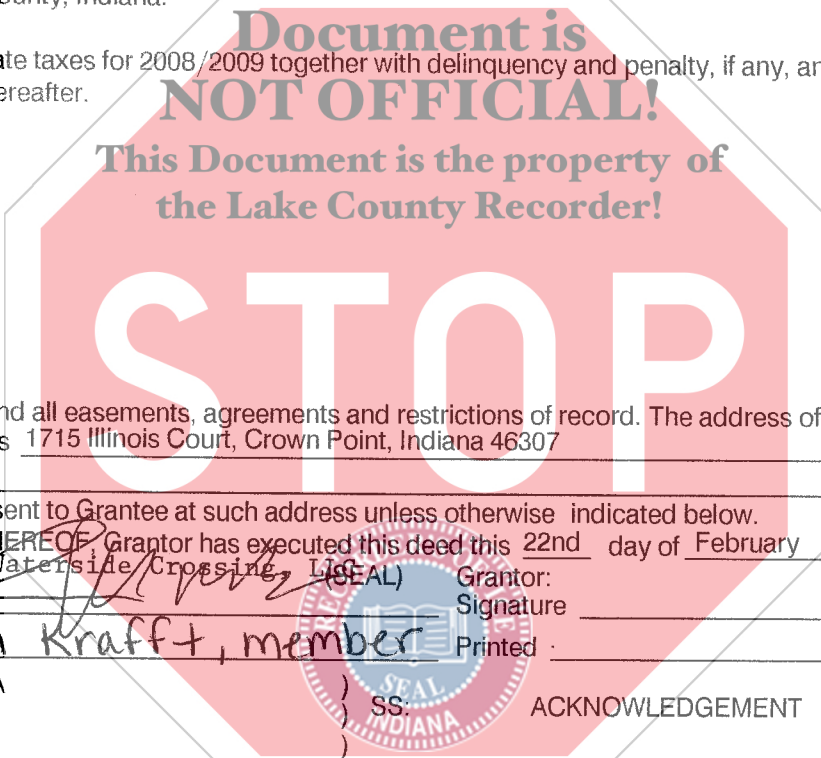 ounty, Indiana.
Document is
ate taxes for 2008/2009 together with delinquency and penalty, if any, an
ereafter.
NOT OFFICIAL!
This Document is the property of
the Lake County Recorder!
STOP
nd all easements, agreements and restrictions of record. The address of
s 1715 Illinois Court, Crown Point, Indiana 46307
sent to Grantee at such address unless otherwise indicated below.
HEREOF, Grantor has executed this deed this 22nd day of February
Waterside Crossing, LLC (SEAL) Grantor:
Signature
Krafft, member Printed
SEAL
INDIANA
A ) SS: ACKNOWLEDGEMENT